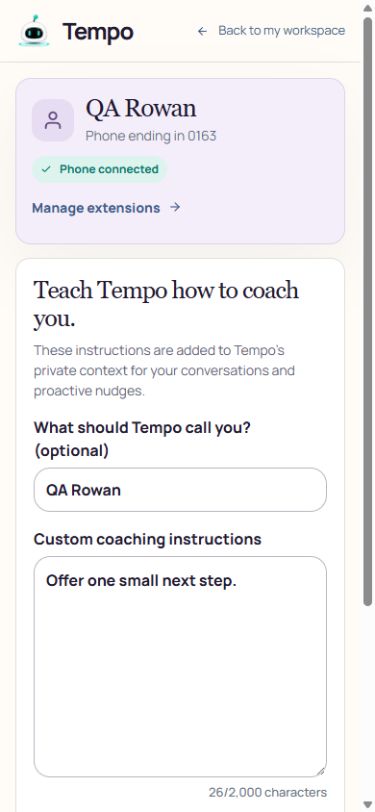 Tempo
Back to my workspace
QA Rowan
Phone ending in 0163
Phone connected
Manage extensions
Teach Tempo how to coach
you.
These instructions are added to Tempo's
private context for your conversations and
proactive nudges.
What should Tempo call you?
(optional)
QA Rowan
Custom coaching instructions
Offer one small next step.
26/2,000 characters